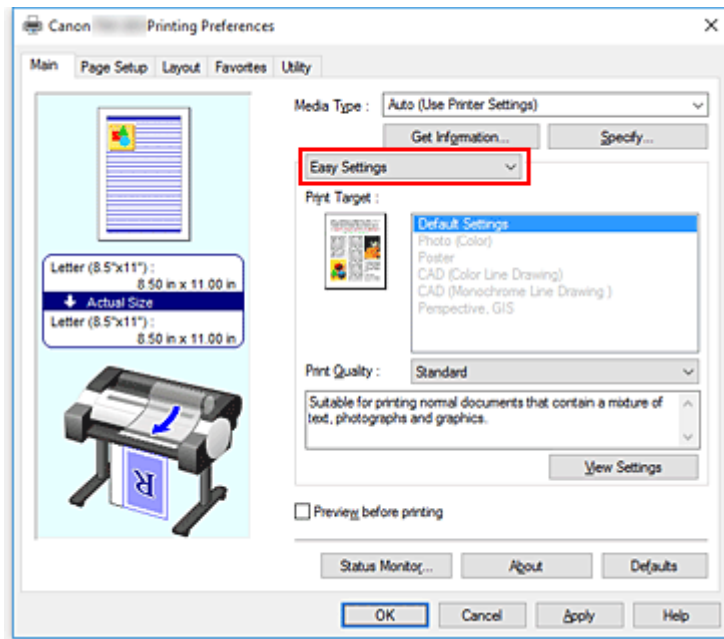 Canon Printing Preferences
Main Page Setup Layout Favorites Utility
Media Type : Auto (Use Printer Settings)
Get Information... Specify...
Easy Settings
Print Target :
Default Settings
Photo (Color)
Poster
CAD (Color Line Drawing)
CAD (Monochrome Line Drawing )
Perspective, GIS
Letter (8.5"x11") :
8.50 in x 11.00 in
Actual Size
Letter (8.5"x11") :
8.50 in x 11.00 in
R
Print Quality : Standard
Suitable for printing normal documents that contain a mixture of
text, photographs and graphics.
View Settings
Preview before printing
Status Monitor... About Defaults
OK Cancel Apply Help